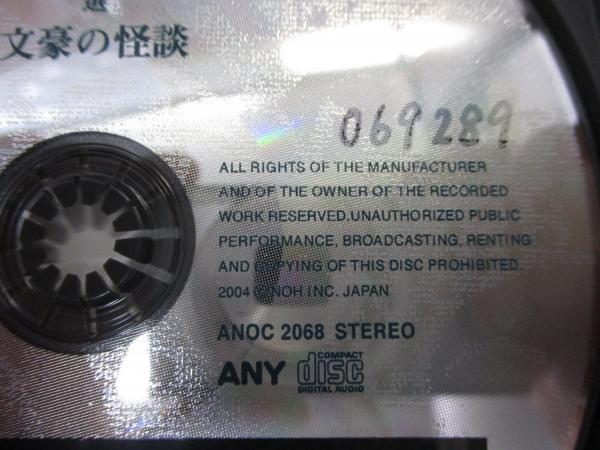 選
文豪の怪談
069289
ALL RIGHTS OF THE MANUFACTURER
AND OF THE OWNER OF THE RECORDED
WORK RESERVED.UNAUTHORIZED PUBLIC
PERFORMANCE, BROADCASTING, RENTING
AND COPYING OF THIS DISC PROHIBITED.
2004 ©NOH INC. JAPAN
ANOC 2068 STEREO
ANY COMPACT disc DIGITAL AUDIO